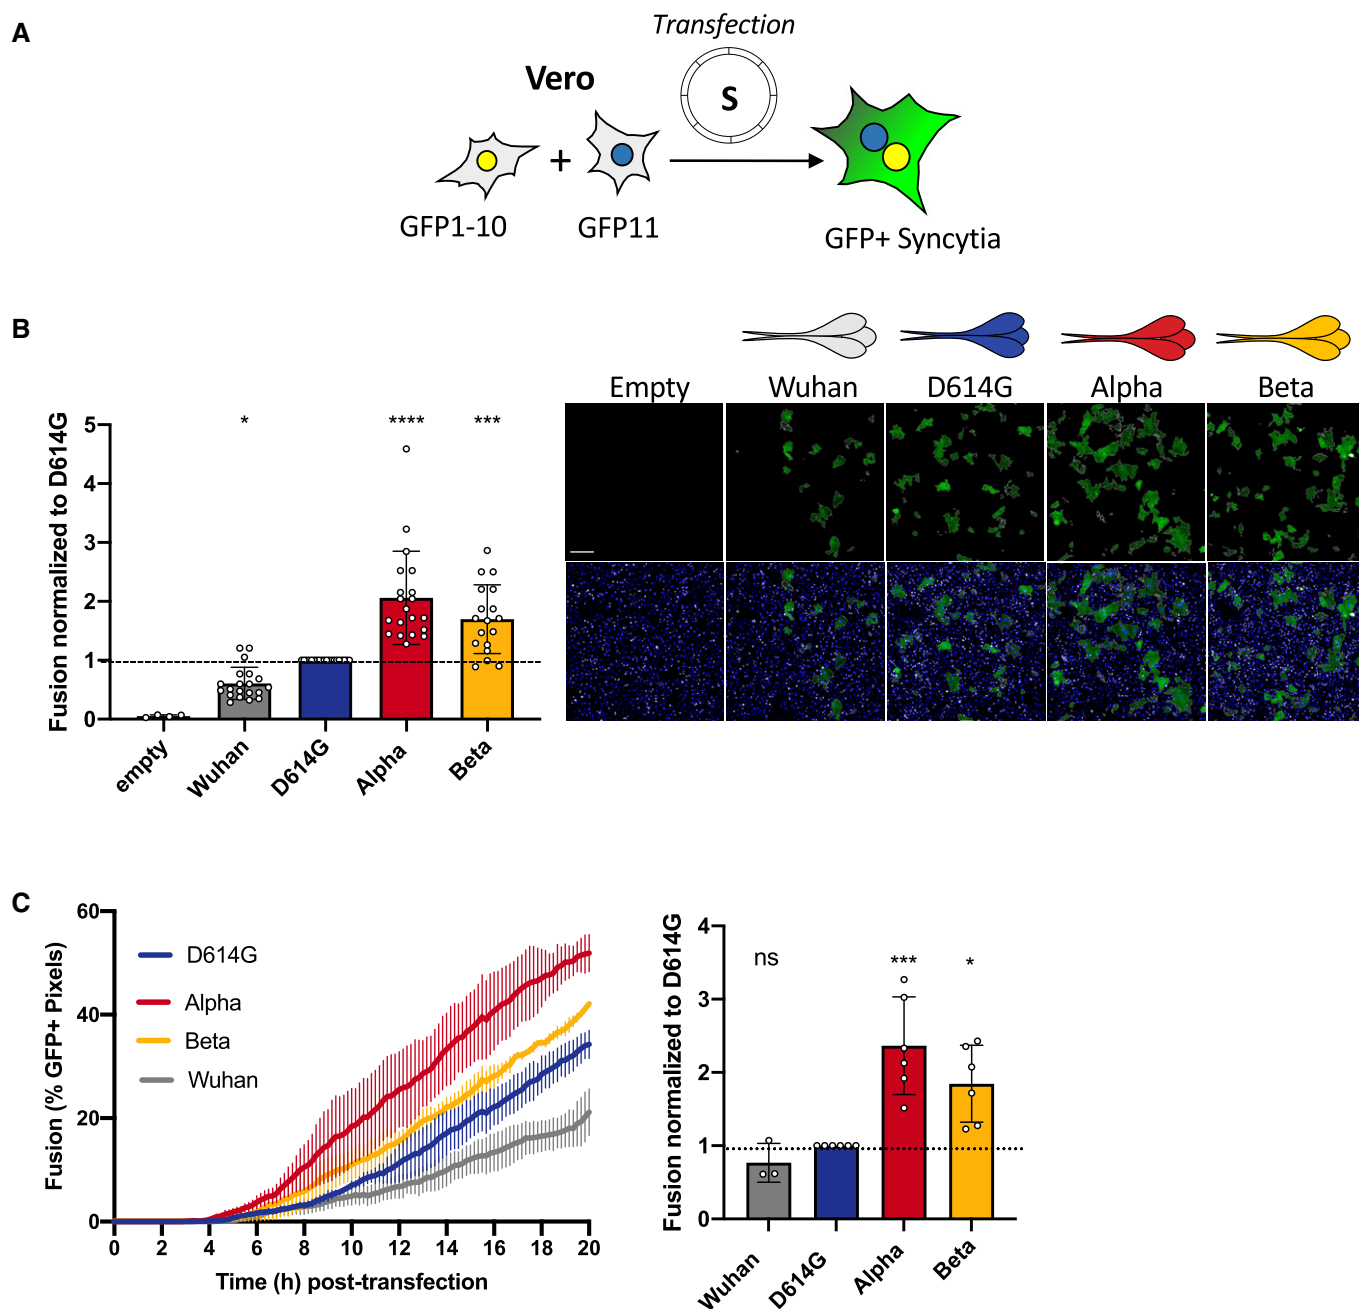 A
Transfection
Vero
S
+
GFP1-10
GFP11
GFP+ Syncytia
B
Empty
Wuhan
D614G
Alpha
Beta
Fusion normalized to D614G
5
4
3
2
1
0
*
****
***
empty
Wuhan
D614G
Alpha
Beta
C
Fusion (% GFP+ Pixels)
60
40
20
0
D614G
Alpha
Beta
Wuhan
0 2 4 6 8 10 12 14 16 18 20
Time (h) post-transfection
Fusion normalized to D614G
4
3
2
1
0
ns
***
*
Wuhan
D614G
Alpha
Beta